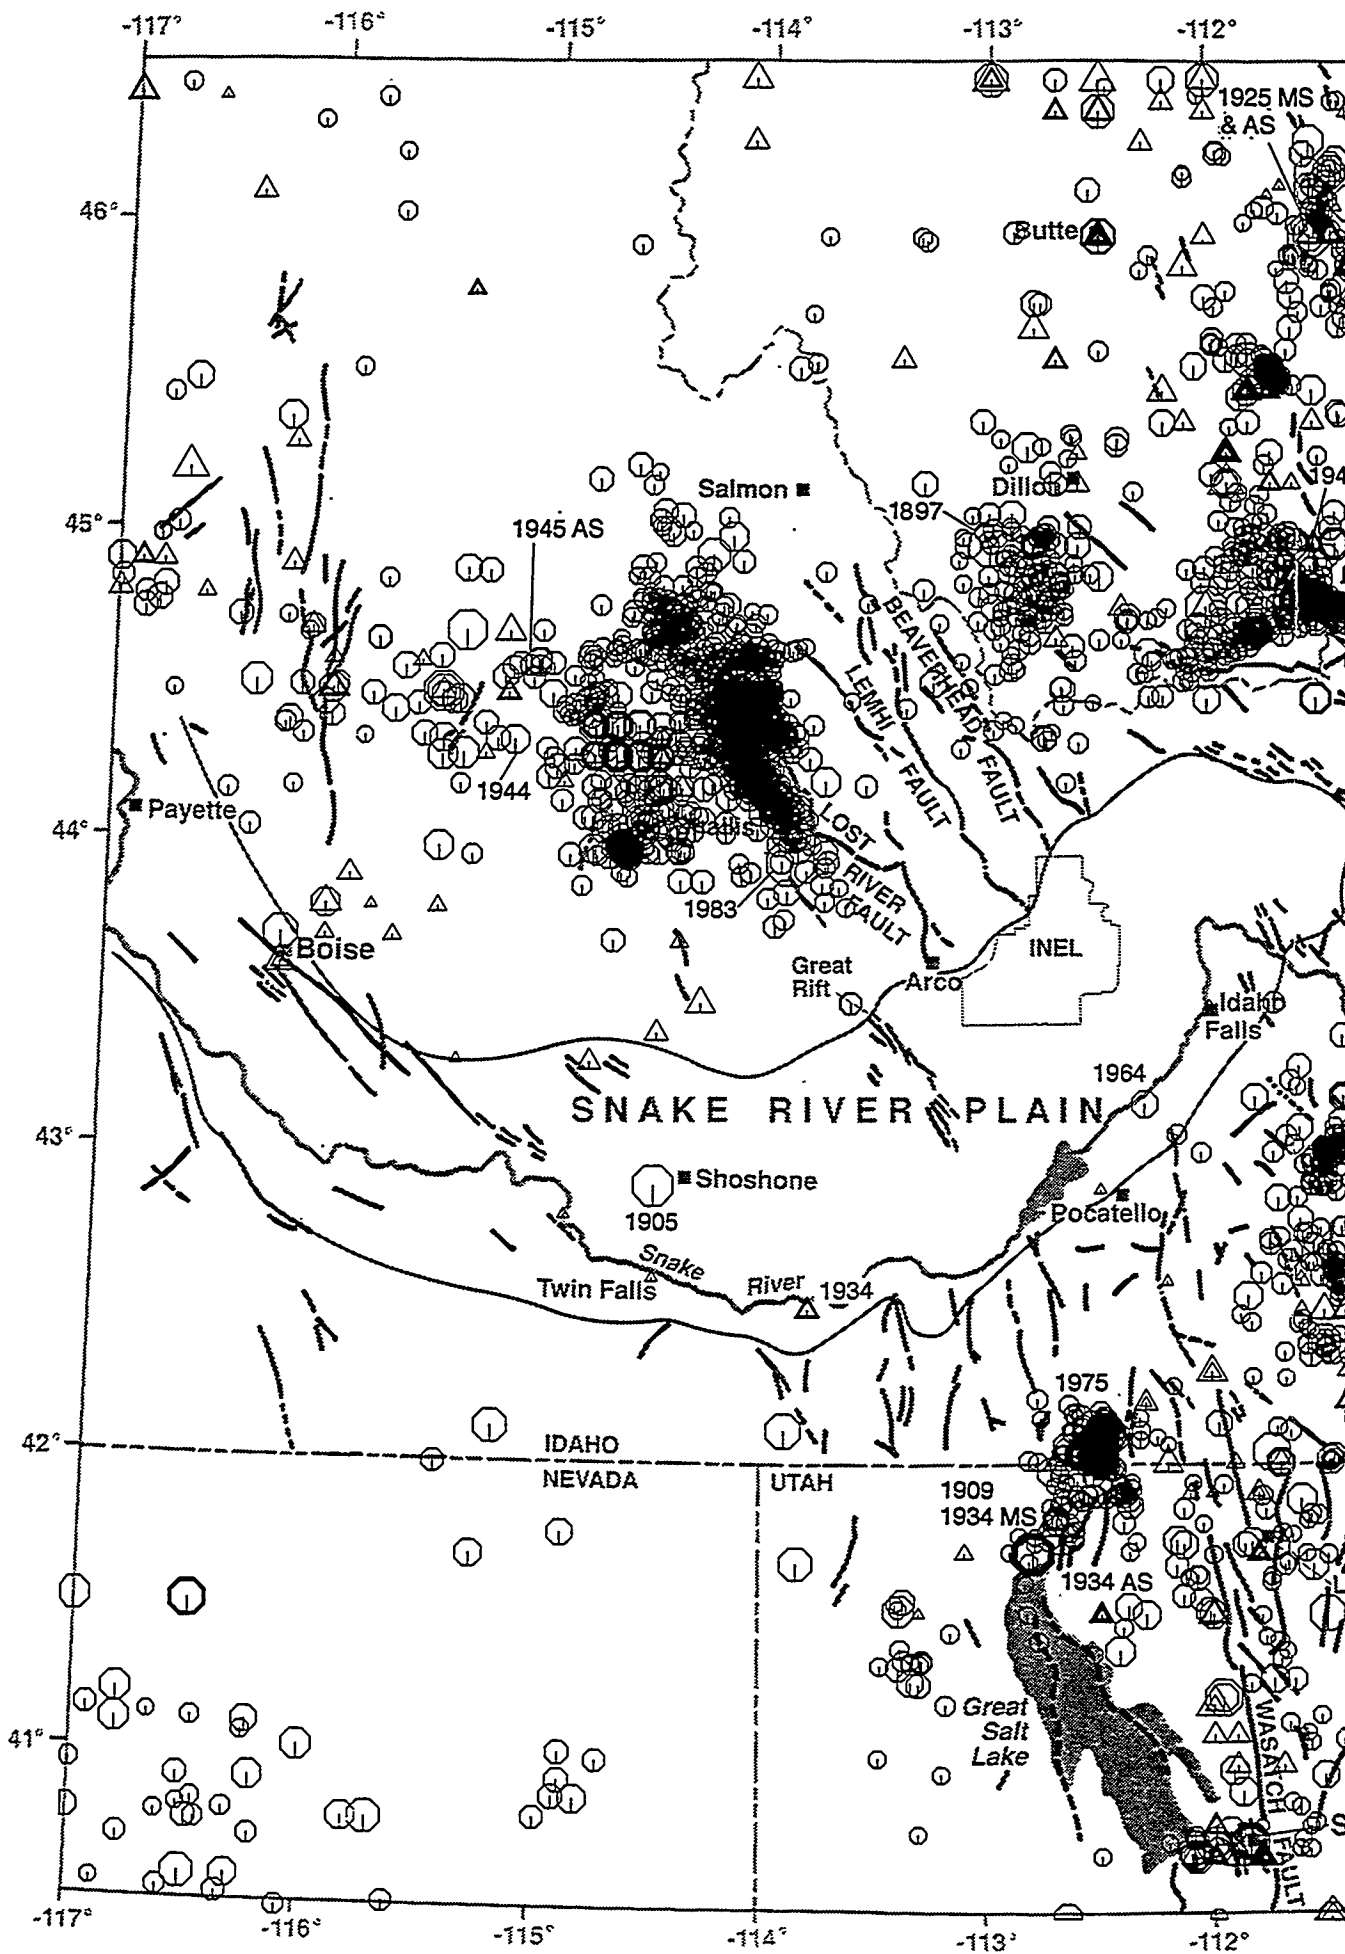 -117° -116° -115° -114° -113° -112°
1925 MS
& AS
46°
Butte
Salmon
Dillon
194
45°
1945 AS
1897
BEAVERHEAD FAULT
LEMHI FAULT
1944
Payette
44°
LOST RIVER FAULT
1983
Boise
INEL
Great
Rift
Arco
Idaho
Falls
1964
SNAKE RIVER PLAIN
43°
Shoshone
1905
Pocatello
Snake River
Twin Falls
1934
1975
42°
IDAHO
NEVADA
UTAH
1909
1934 MS
1934 AS
Great
Salt
Lake
41°
WASATCH FAULT
S
-117° -116° -115° -114° -113° -112°